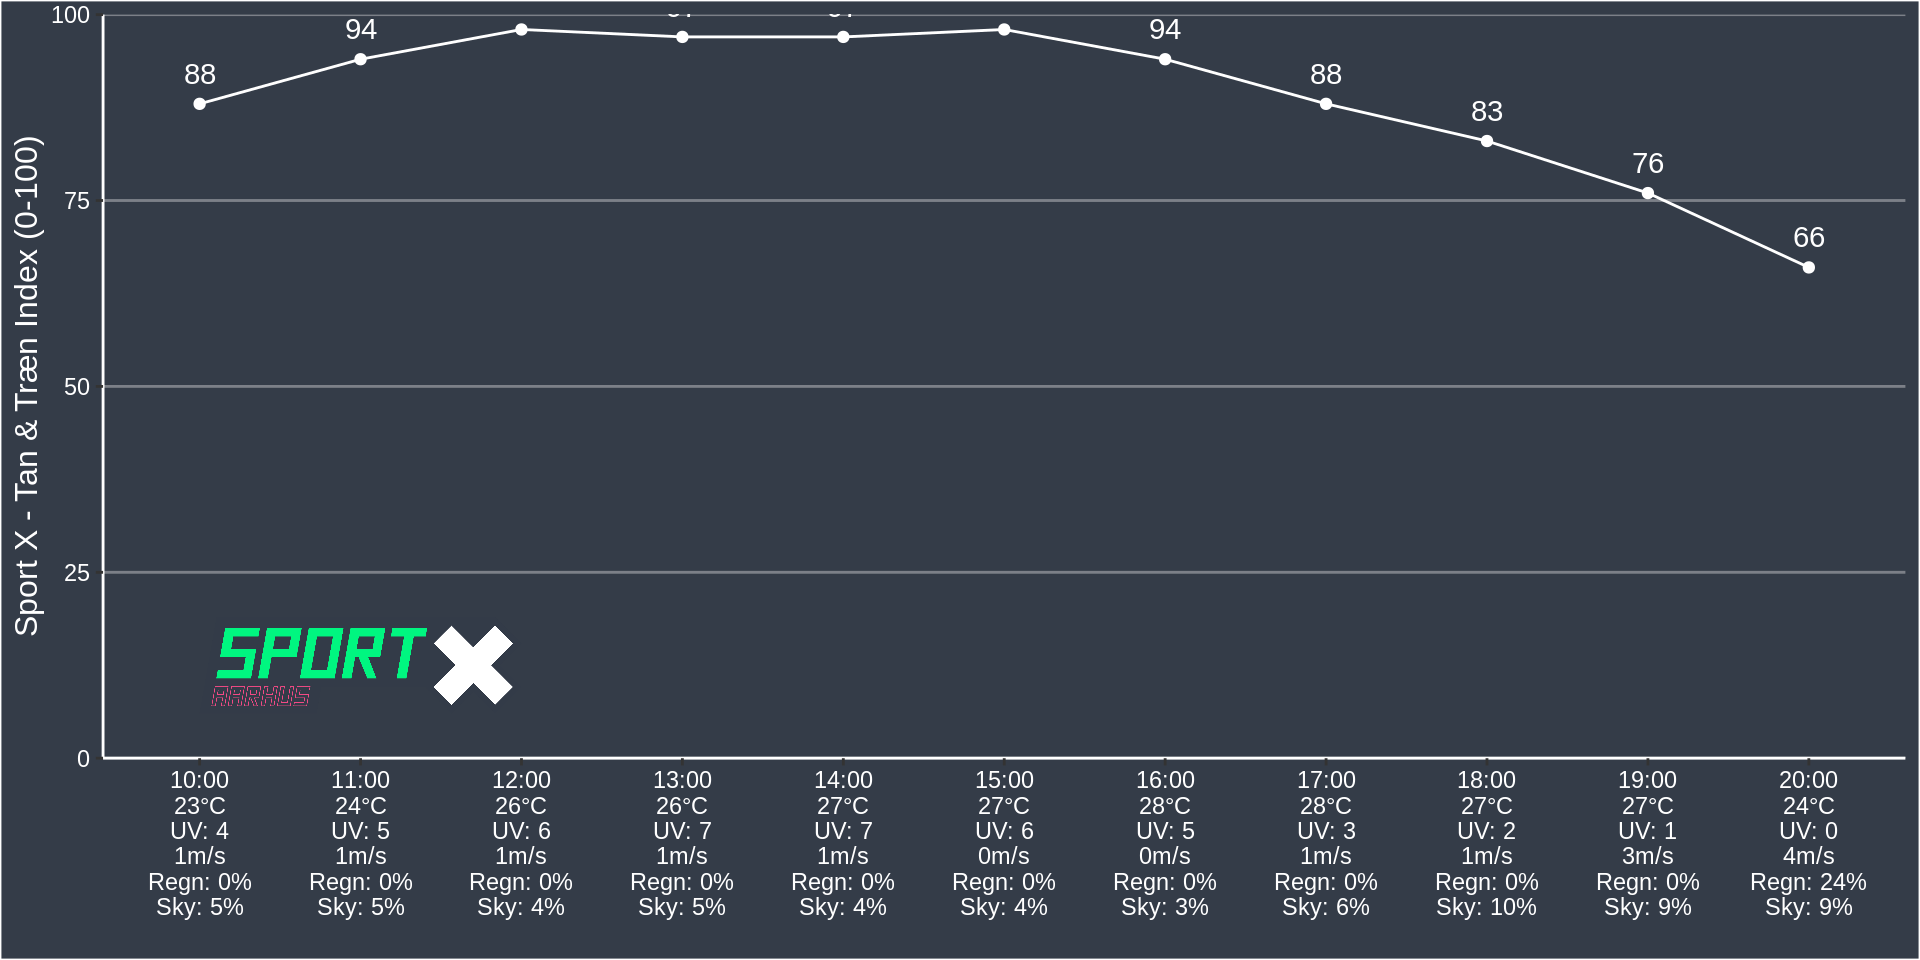 Sport X - Tan & Træn Index (0-100)
100
75
50
25
0
88
94
94
88
83
76
66
SPORT X
AARHUS
10:00 11:00 12:00 13:00 14:00 15:00 16:00 17:00 18:00 19:00 20:00
23°C 24°C 26°C 26°C 27°C 27°C 28°C 28°C 27°C 27°C 24°C
UV: 4 UV: 5 UV: 6 UV: 7 UV: 7 UV: 6 UV: 5 UV: 3 UV: 2 UV: 1 UV: 0
1m/s 1m/s 1m/s 1m/s 1m/s 0m/s 0m/s 1m/s 1m/s 3m/s 4m/s
Regn: 0% Regn: 0% Regn: 0% Regn: 0% Regn: 0% Regn: 0% Regn: 0% Regn: 0% Regn: 0% Regn: 0% Regn: 24%
Sky: 5% Sky: 5% Sky: 4% Sky: 5% Sky: 4% Sky: 4% Sky: 3% Sky: 6% Sky: 10% Sky: 9% Sky: 9%